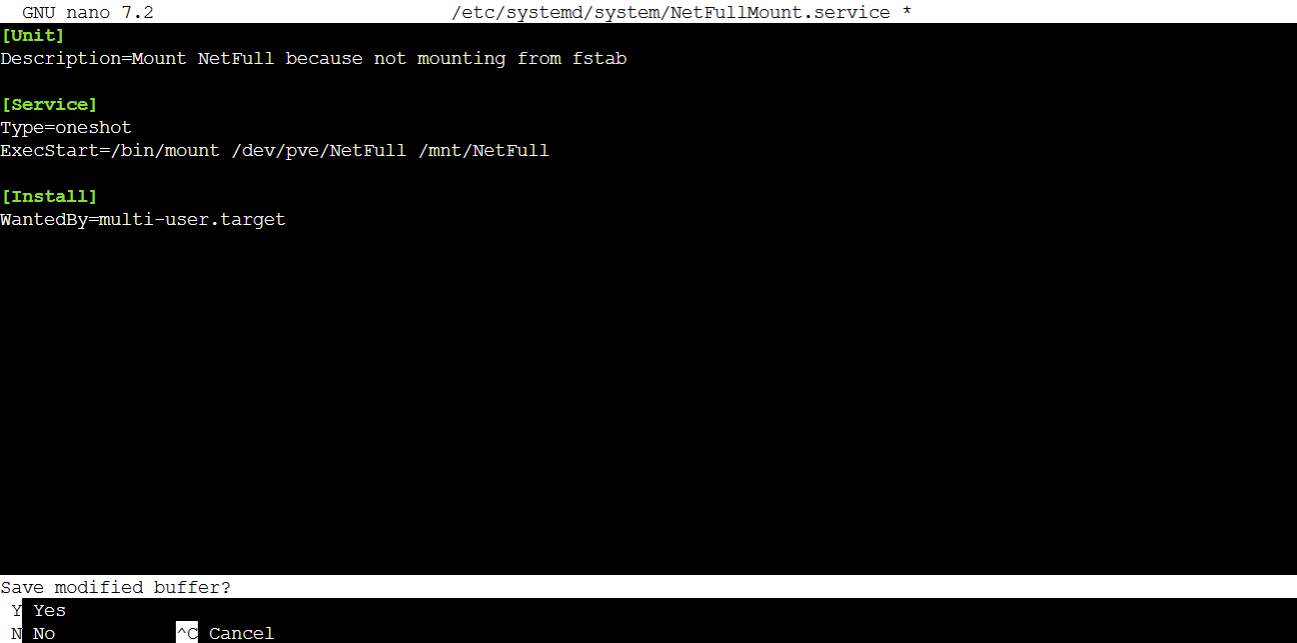 GNU nano 7.2 /etc/systemd/system/NetFullMount.service *
[Unit]
Description=Mount NetFull because not mounting from fstab
[Service]
Type=oneshot
ExecStart=/bin/mount /dev/pve/NetFull /mnt/NetFull
[Install]
WantedBy=multi-user.target
Save modified buffer?
Y Yes
N No ^C Cancel